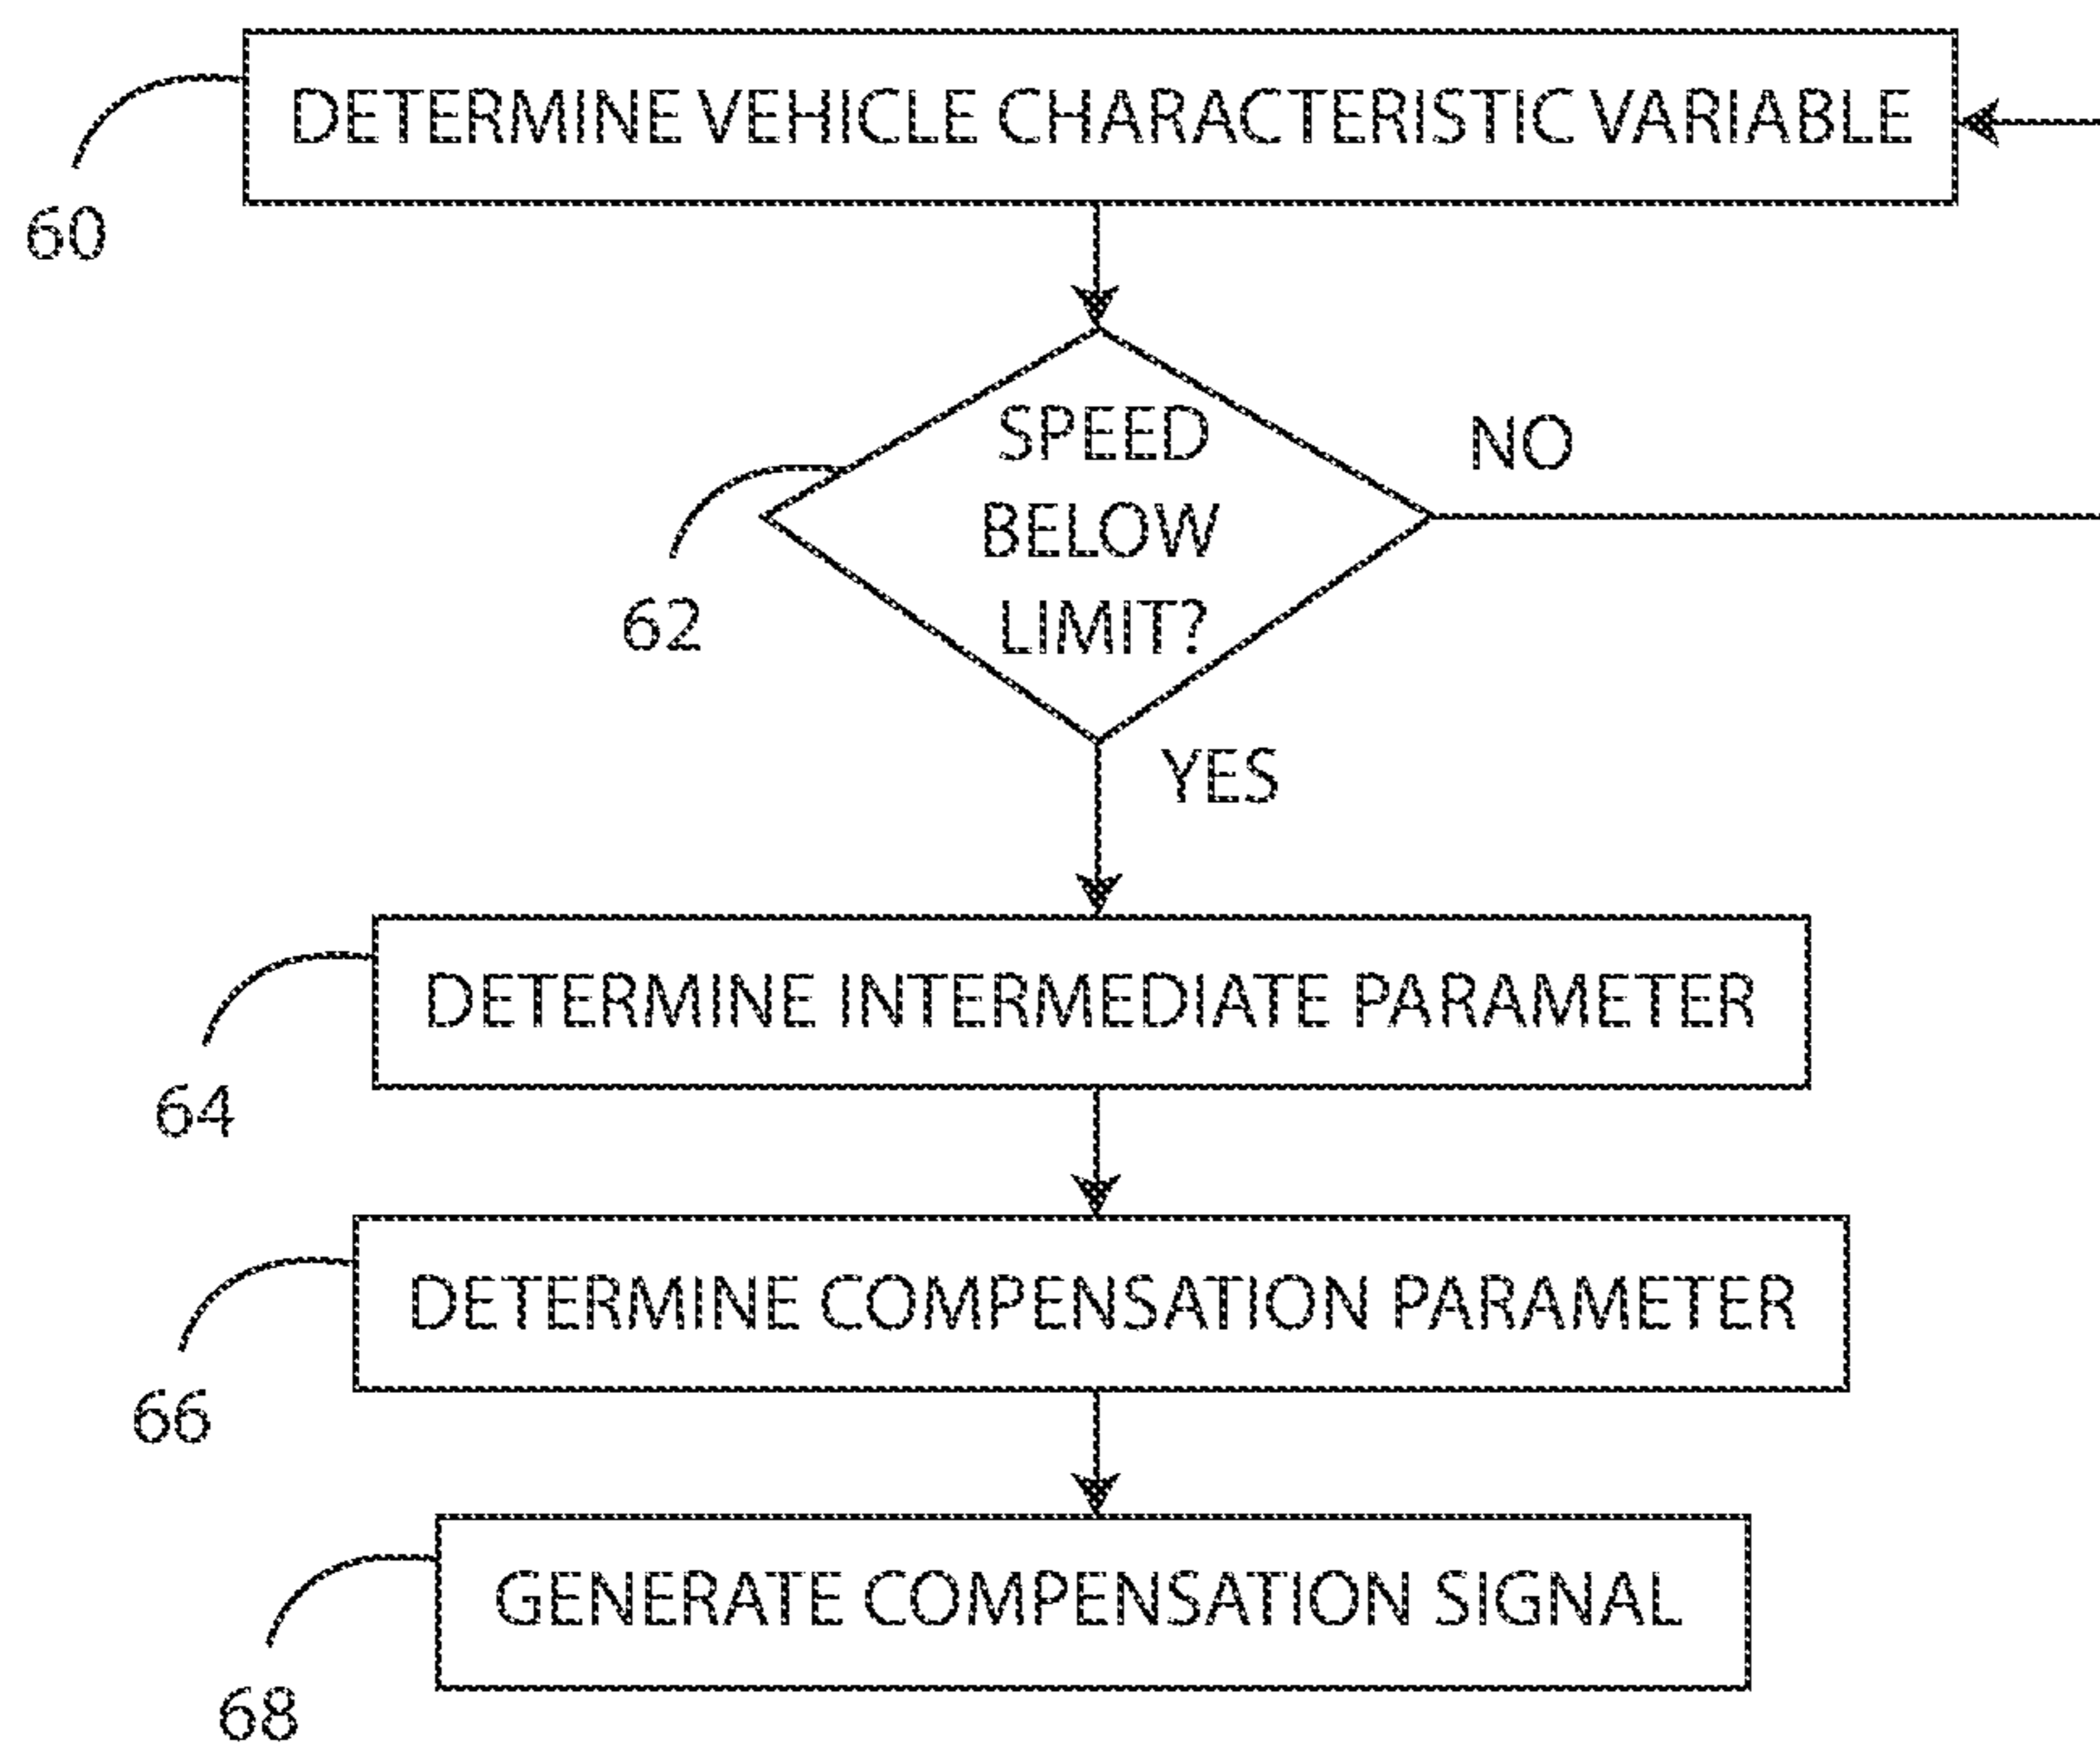 DETERMINE VEHICLE CHARACTERISTIC VARIABLE
60
SPEED
BELOW
LIMIT?
NO
62
YES
DETERMINE INTERMEDIATE PARAMETER
64
DETERMINE COMPENSATION PARAMETER
66
GENERATE COMPENSATION SIGNAL
68